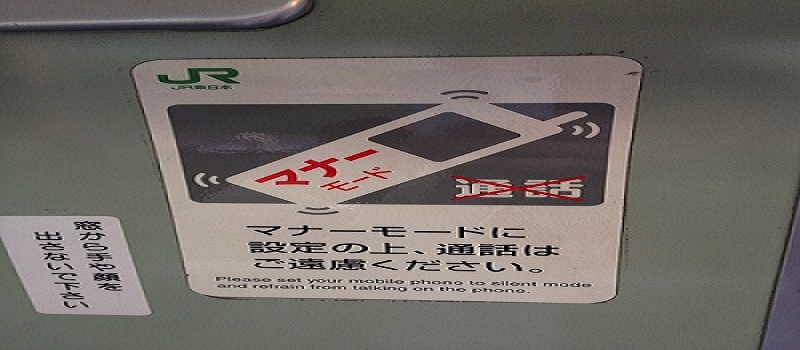 JR
JR東日本
マナー
モード
通話
マナーモードに
設定の上、通話は
ご遠慮ください。
Please set your mobile phone to silent mode
and refrain from talking on the phone.
窓から手や顔を
出さないで下さい